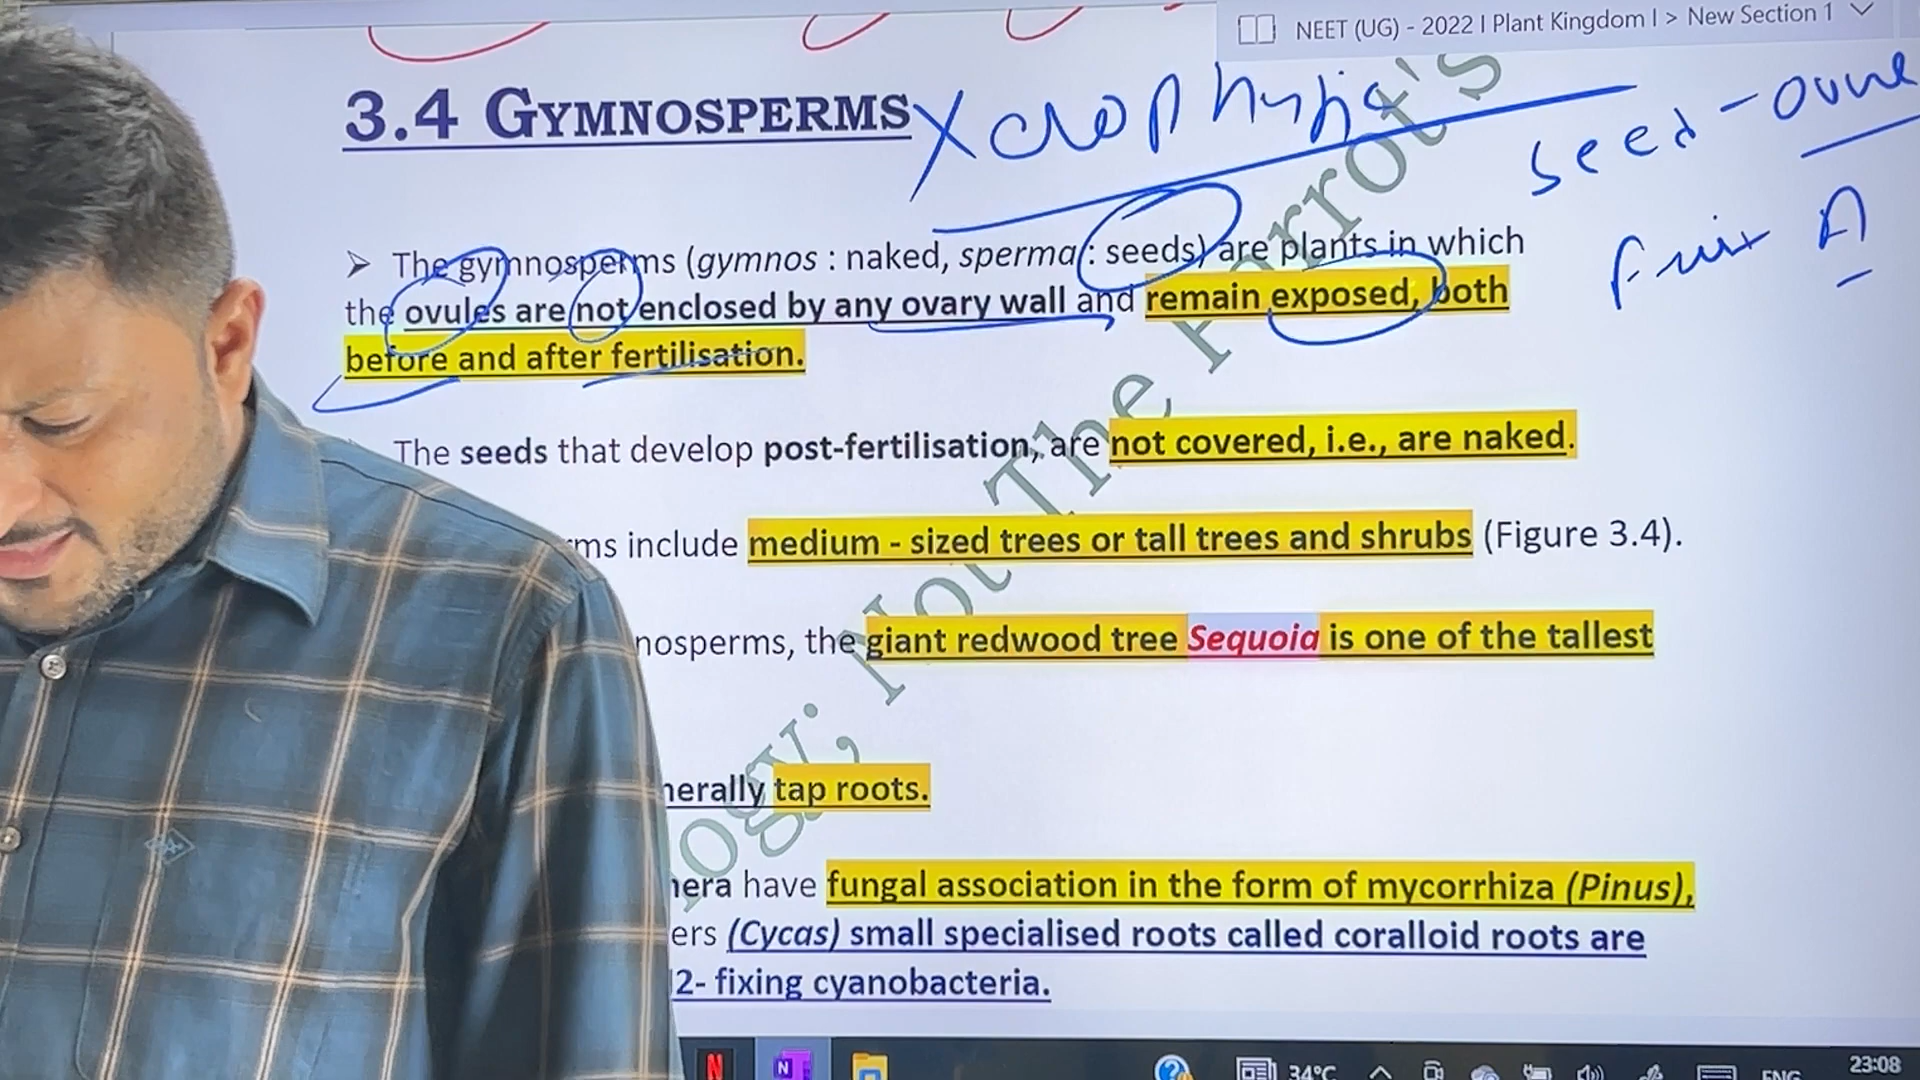 NEET (UG) - 2022 I Plant Kingdom I > New Section 1
3.4 GYMNOSPERMS
seed - ovule
Fruit A
➢ The gymnosperms (gymnos : naked, sperma : seeds) are plants in which
the ovules are not enclosed by any ovary wall and remain exposed, both
before and after fertilisation.
The seeds that develop post-fertilisation, are not covered, i.e., are naked.
ms include medium - sized trees or tall trees and shrubs (Figure 3.4).
nosperms, the giant redwood tree Sequoia is one of the tallest
nerally tap roots.
nera have fungal association in the form of mycorrhiza (Pinus),
ers (Cycas) small specialised roots called coralloid roots are
2- fixing cyanobacteria.
logy; Not The Parrot's
N N 34°C ENG 23:08